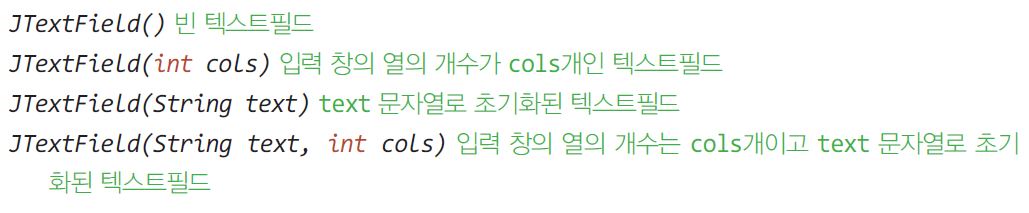 JTextField() 빈 텍스트필드
JTextField(int cols) 입력 창의 열의 개수가 cols개인 텍스트필드
JTextField(String text) text 문자열로 초기화된 텍스트필드
JTextField(String text, int cols) 입력 창의 열의 개수는 cols개이고 text 문자열로 초기
화된 텍스트필드